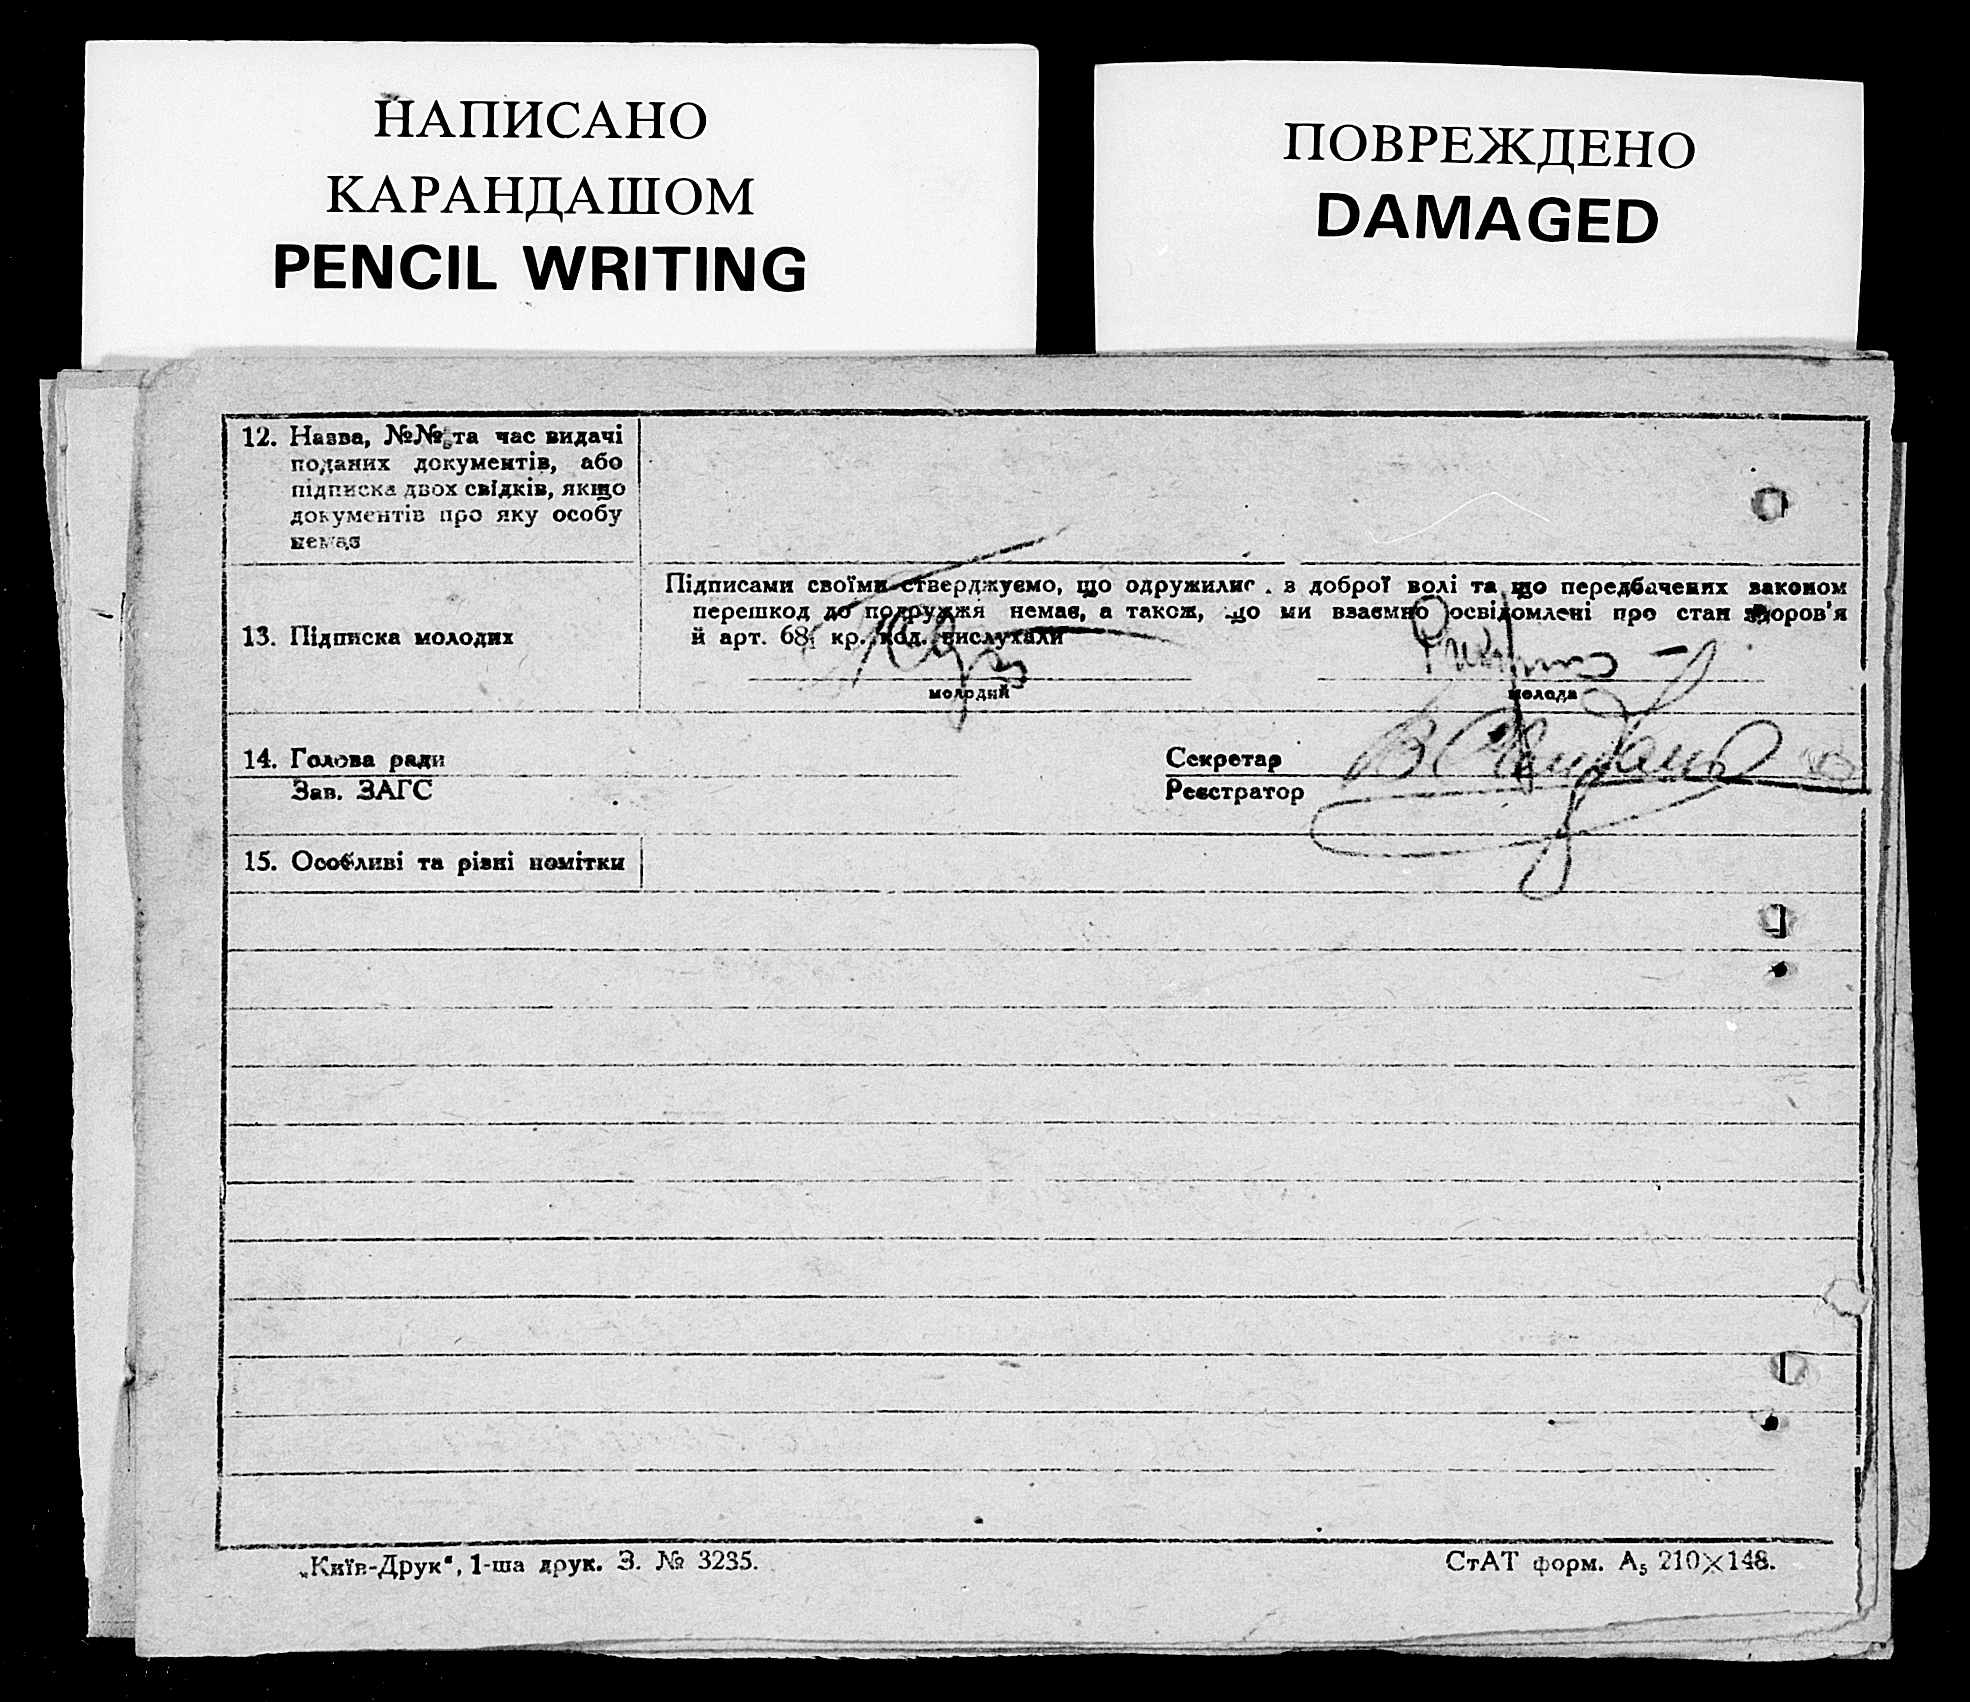 НАПИСАНО
КАРАНДАШОМ
PENCIL WRITING
ПОВРЕЖДЕНО
DAMAGED
12. Назва, №№ та час видачі
поданих документів, або
підписка двох свідків, якщо
документів про яку особу
немає
13. Підписка молодих
Підписами своїми стверджуємо, що одружились з доброї волі та що передбачених законом
перешкод до подружжя немає, а також, що ми взаємно освідомлені про стан здоров'я
й арт. 68, кр. код. вислухали
молодий
молода
14. Голова ради
Зав. ЗАГС
Секретар
Реєстратор
15. Особливі та різні помітки
„Київ-Друк“, 1-ша друк. З. № 3235.
СтАТ форм. А₅ 210×148.